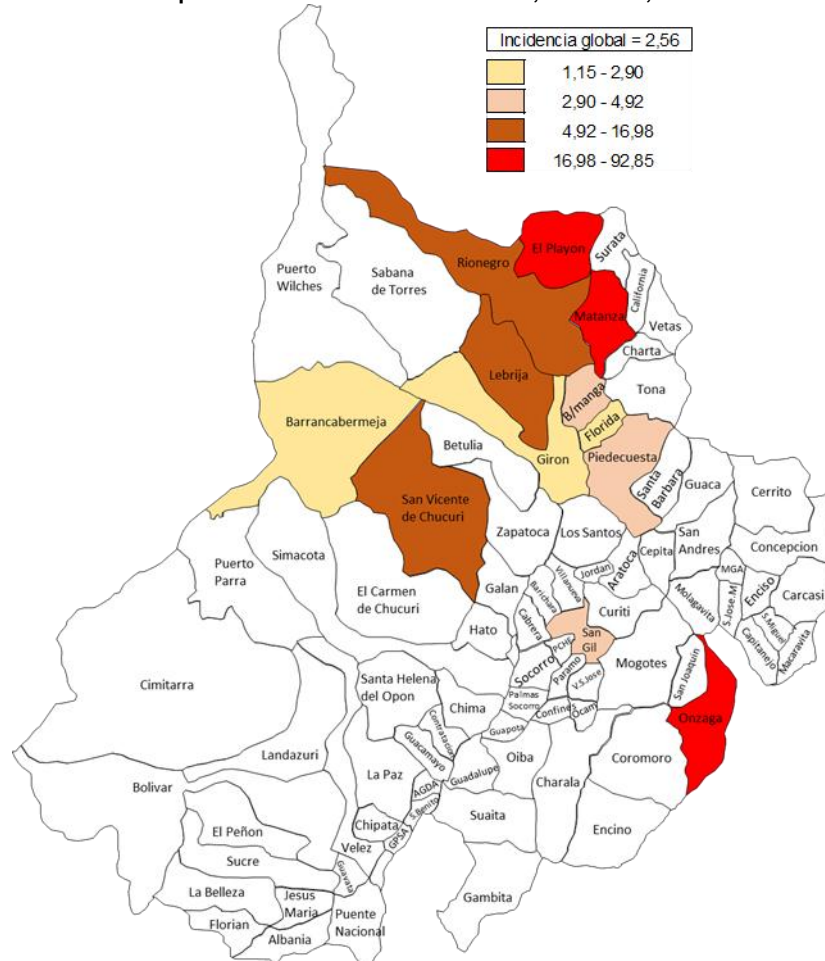 Incidencia global = 2,56
1,15 - 2,90
2,90 - 4,92
4,92 - 16,98
16,98 - 92,85
El Playon
Surata
Rionegro
California
Puerto
Wilches
Sabana
de Torres
Matanza
Vetas
Charta
Lebrija
Tona
B/manga
Barrancabermeja
Florida
Betulia
Giron
Piedecuesta
Santa
Barbara
Guaca
Cerrito
San Vicente
de Chucuri
Zapatoca
Los Santos
San
Andres
Cepita
Concepcion
Simacota
Puerto
Parra
Aratoca
Jordan
MGA
Enciso
Carcasi
El Carmen
de Chucuri
Galan
Villanueva
Barichara
Curiti
Molagavita
S.Jose.M
S.Miguel
Capitanejo
Macaravita
Hato
Cabrera
San
Gil
PCHE
Socorro
Paramo
V.S.Jose
Mogotes
San Joaquin
Cimitarra
Santa Helena
del Opon
Chima
Palmas
Socorro
Confines
Ocam
Onzaga
Contratacion
Guapota
Landazuri
Guacamayo
Oiba
Coromoro
Bolivar
La Paz
Guadalupe
Charala
AGDA
S.Benito
Suaita
El Peñon
Chipata
GPSA
Encino
Velez
Sucre
Guavata
La Belleza
Jesus
Maria
Gambita
Florian
Puente
Nacional
Albania